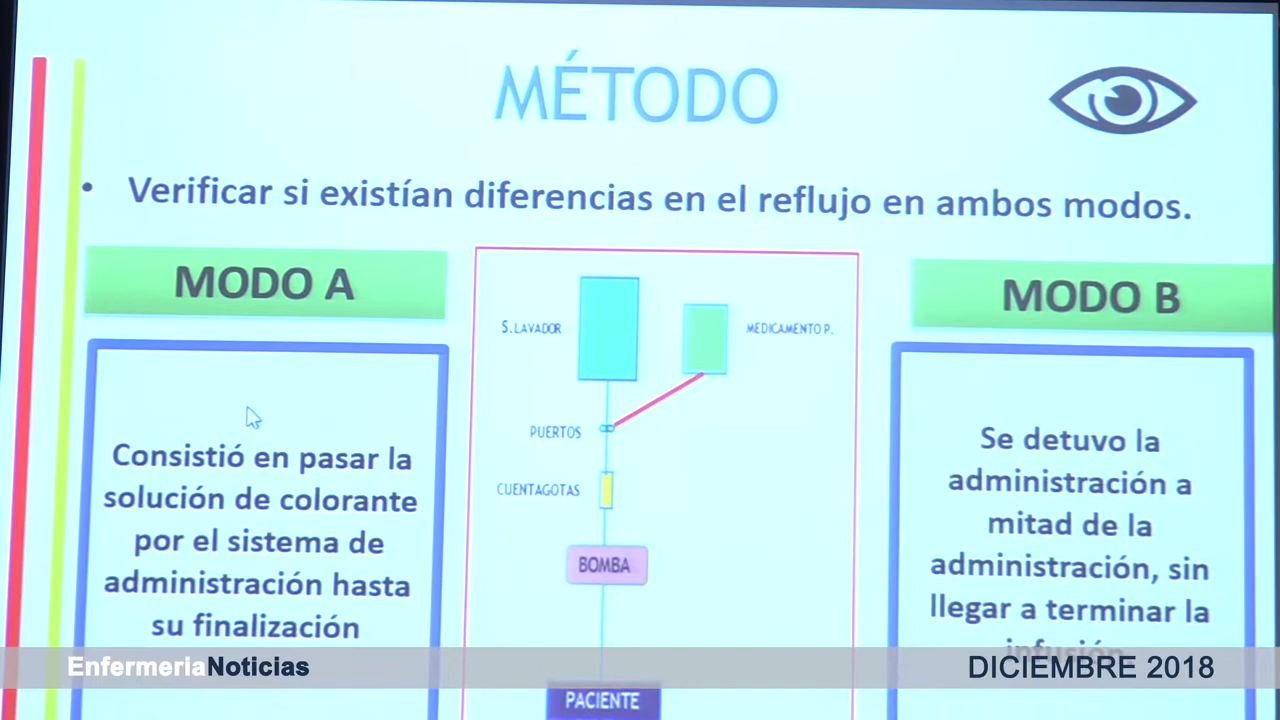 MÉTODO
• Verificar si existían diferencias en el reflujo en ambos modos.
MODO A
Consistió en pasar la
solución de colorante
por el sistema de
administración hasta
su finalización
S.LAVADOR
MEDICAMENTO P.
PUERTOS
CUENTAGOTAS
BOMBA
PACIENTE
MODO B
Se detuvo la
administración a
mitad de la
administración, sin
llegar a terminar la
infusión.
EnfermeriaNoticias
DICIEMBRE 2018